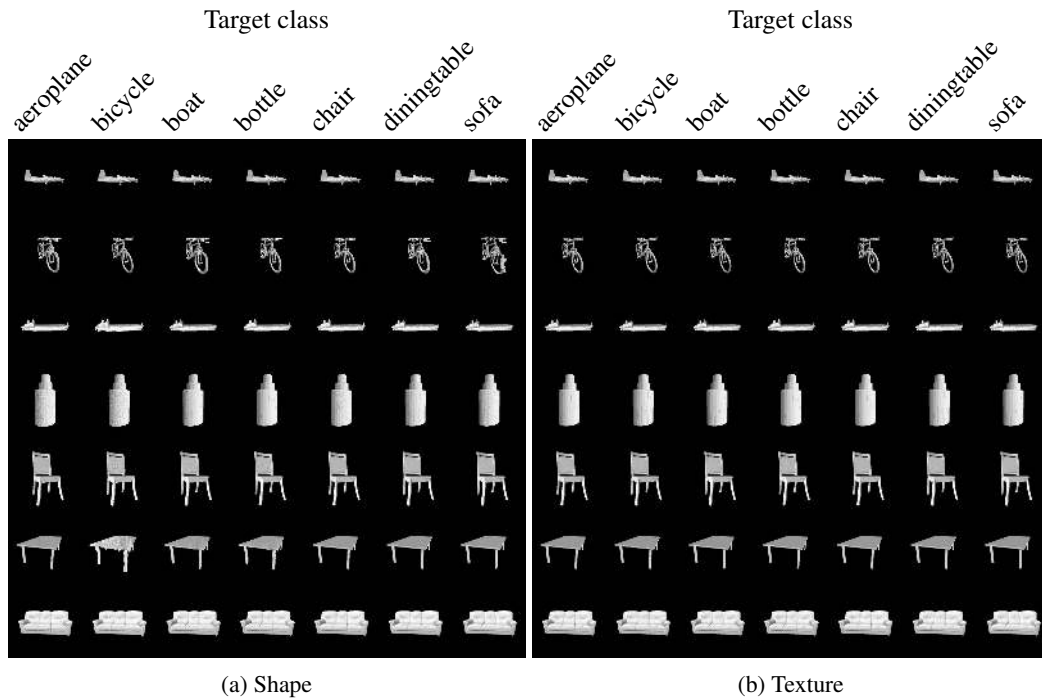 Target class
aeroplane
bicycle
boat
bottle
chair
diningtable
sofa
(a) Shape
Target class
aeroplane
bicycle
boat
bottle
chair
diningtable
sofa
(b) Texture